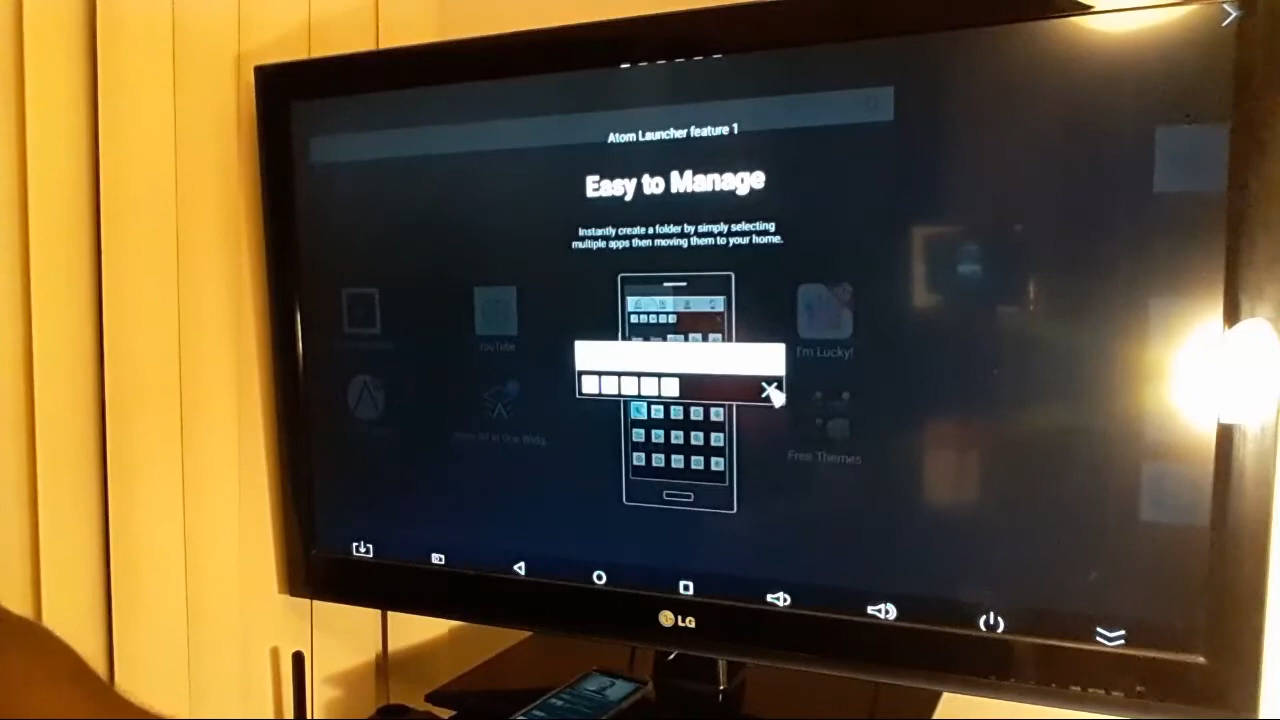 Atom Launcher feature 1
Easy to Manage
Instantly create a folder by simply selecting
multiple apps then moving them to your home.
YouTube
I'm Lucky!
Free Themes
LG